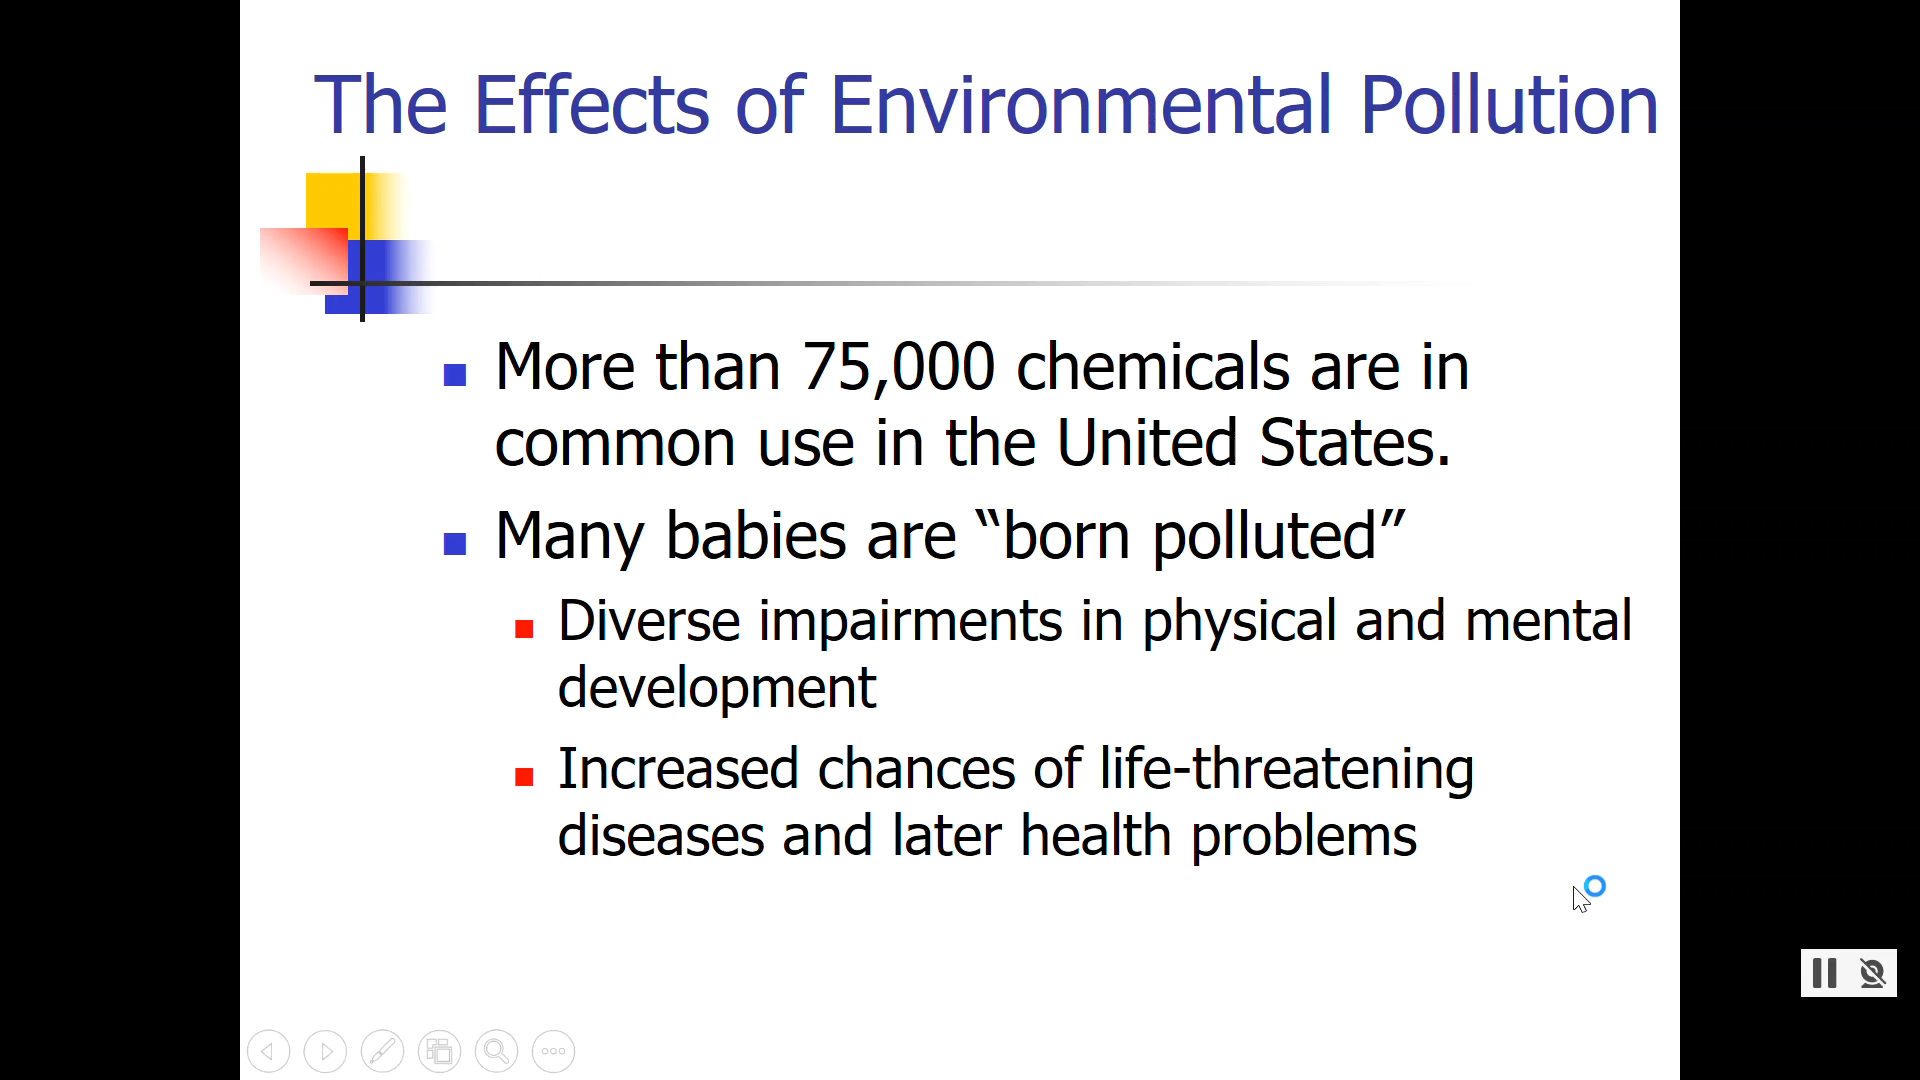 The Effects of Environmental Pollution
More than 75,000 chemicals are in
common use in the United States.
Many babies are “born polluted”
Diverse impairments in physical and mental
development
Increased chances of life-threatening
diseases and later health problems